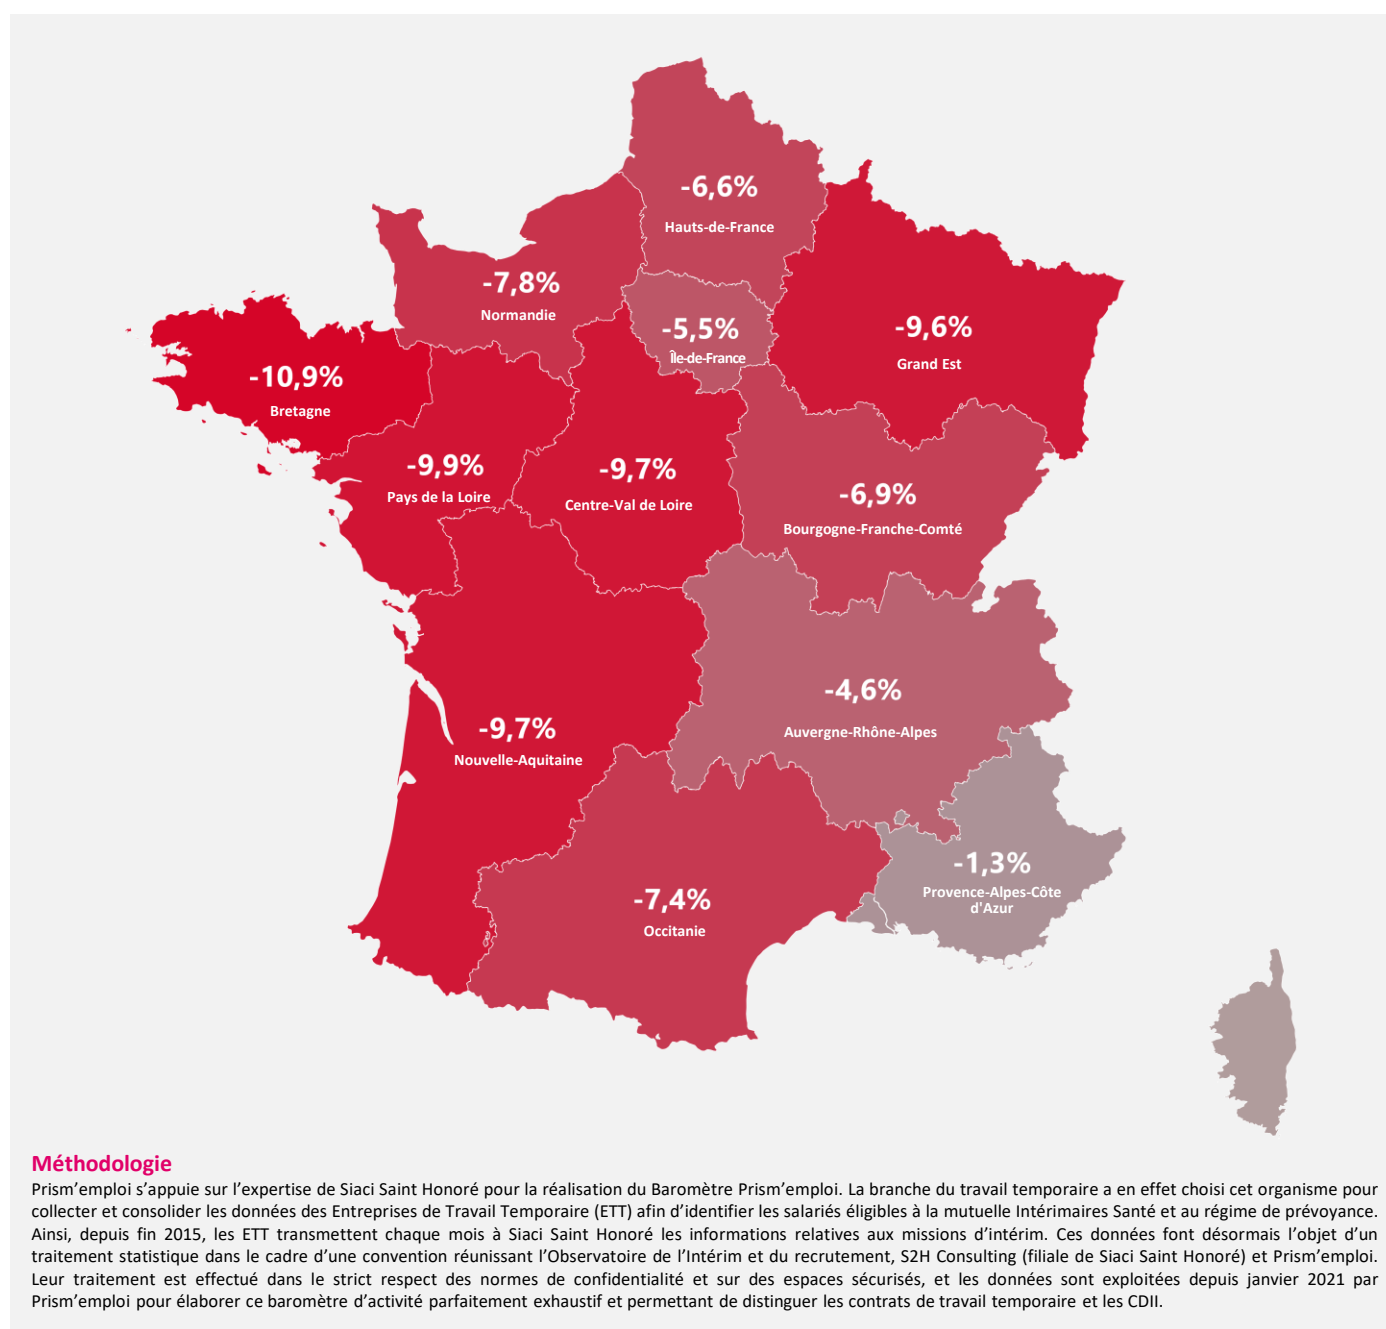 -6,6%
Hauts-de-France
-7,8%
Normandie
-5,5%
Île-de-France
-9,6%
Grand Est
-10,9%
Bretagne
-9,9%
Pays de la Loire
-9,7%
Centre-Val de Loire
-6,9%
Bourgogne-Franche-Comté
-4,6%
Auvergne-Rhône-Alpes
-9,7%
Nouvelle-Aquitaine
-1,3%
Provence-Alpes-Côte
d'Azur
-7,4%
Occitanie
Méthodologie
Prism’emploi s’appuie sur l’expertise de Siaci Saint Honoré pour la réalisation du Baromètre Prism’emploi. La branche du travail temporaire a en effet choisi cet organisme pour
collecter et consolider les données des Entreprises de Travail Temporaire (ETT) afin d’identifier les salariés éligibles à la mutuelle Intérimaires Santé et au régime de prévoyance.
Ainsi, depuis fin 2015, les ETT transmettent chaque mois à Siaci Saint Honoré les informations relatives aux missions d’intérim. Ces données font désormais l’objet d’un
traitement statistique dans le cadre d’une convention réunissant l’Observatoire de l’Intérim et du recrutement, S2H Consulting (filiale de Siaci Saint Honoré) et Prism’emploi.
Leur traitement est effectué dans le strict respect des normes de confidentialité et sur des espaces sécurisés, et les données sont exploitées depuis janvier 2021 par
Prism’emploi pour élaborer ce baromètre d’activité parfaitement exhaustif et permettant de distinguer les contrats de travail temporaire et les CDII.